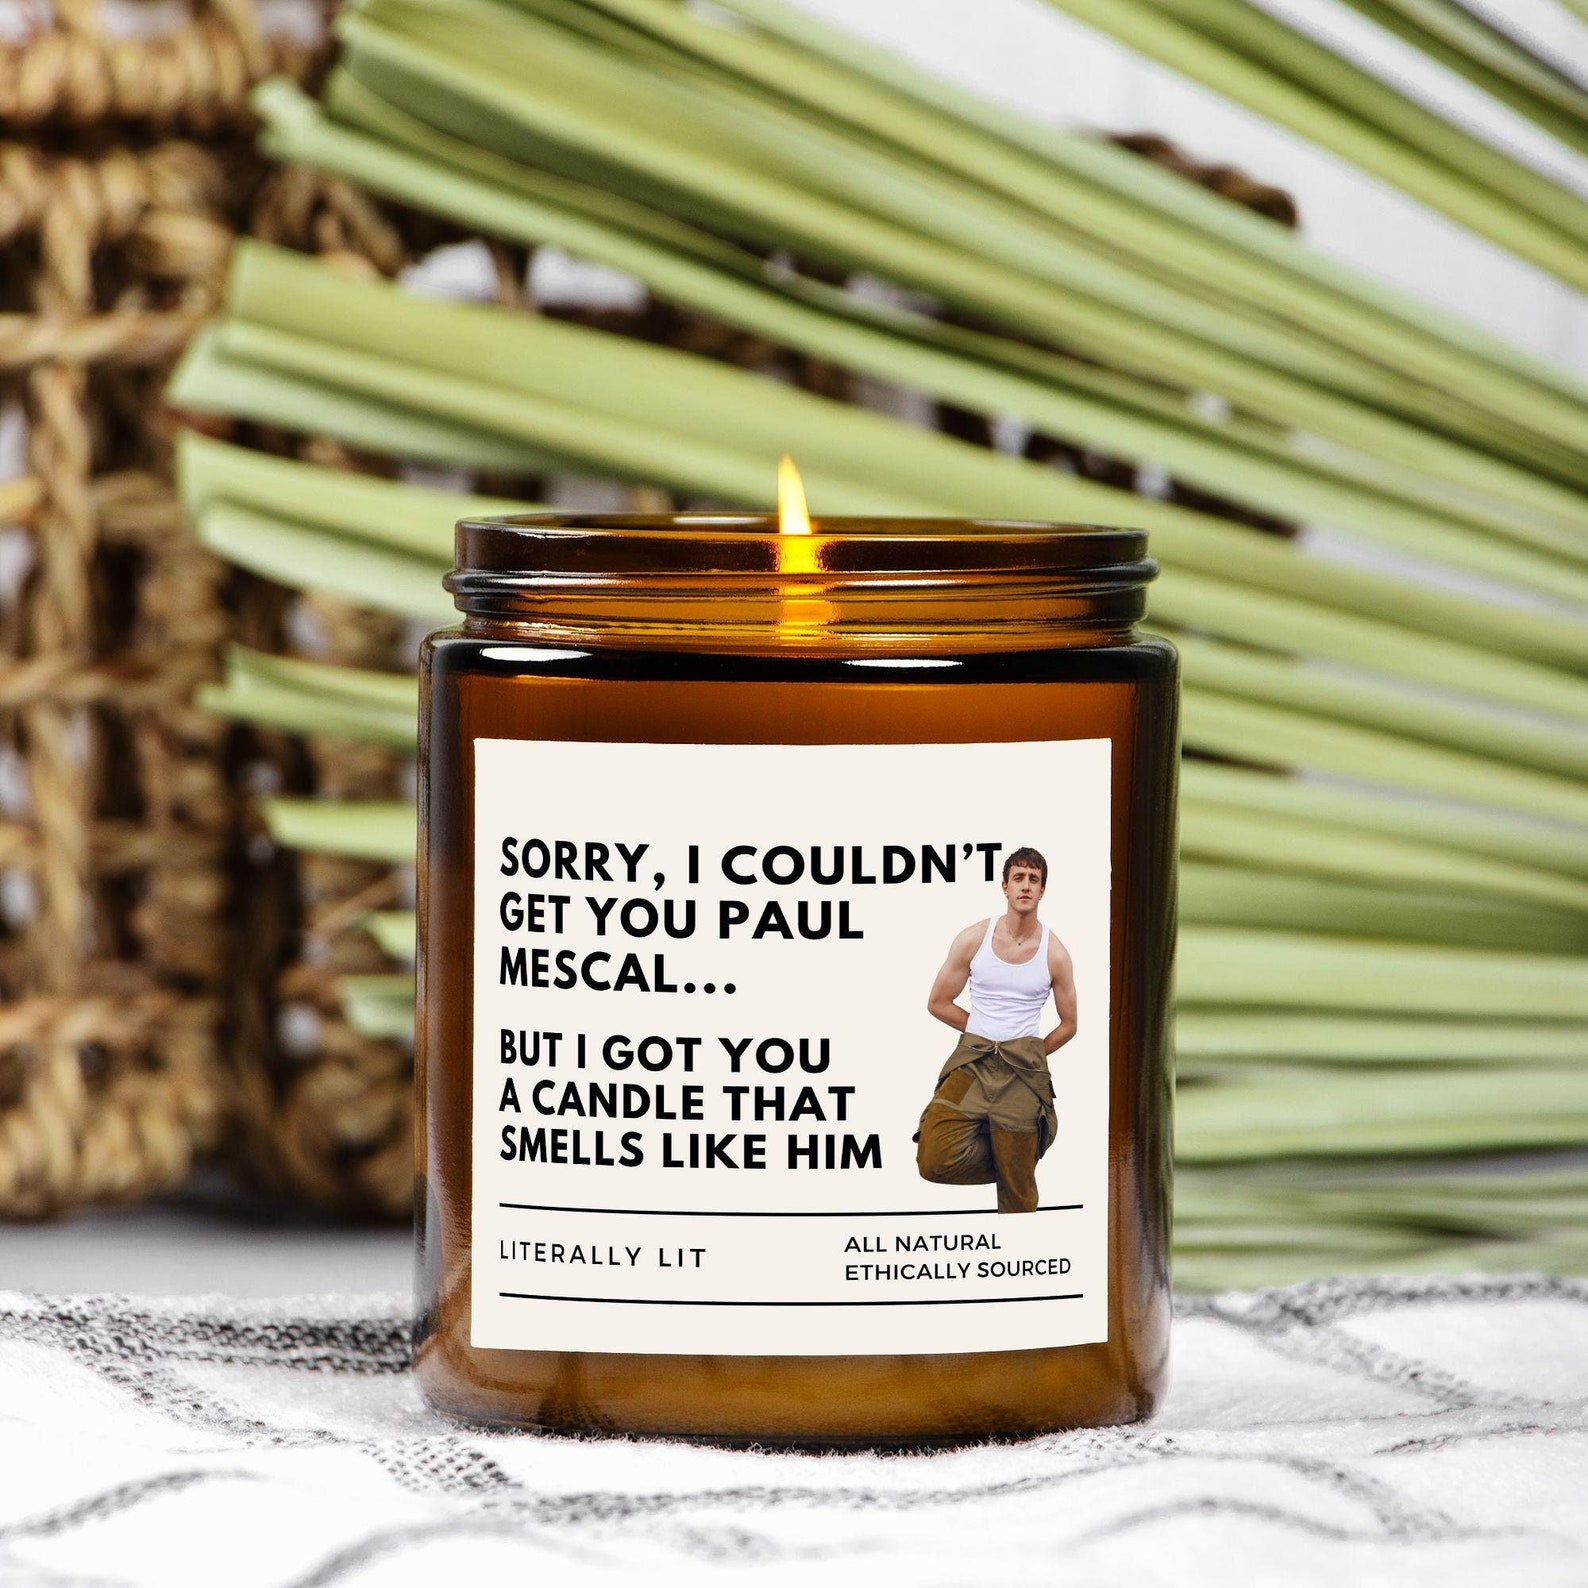 SORRY, I COULDN'T
GET YOU PAUL
MESCAL...
BUT I GOT YOU
A CANDLE THAT
SMELLS LIKE HIM
LITERALLY LIT
ALL NATURAL
ETHICALLY SOURCED